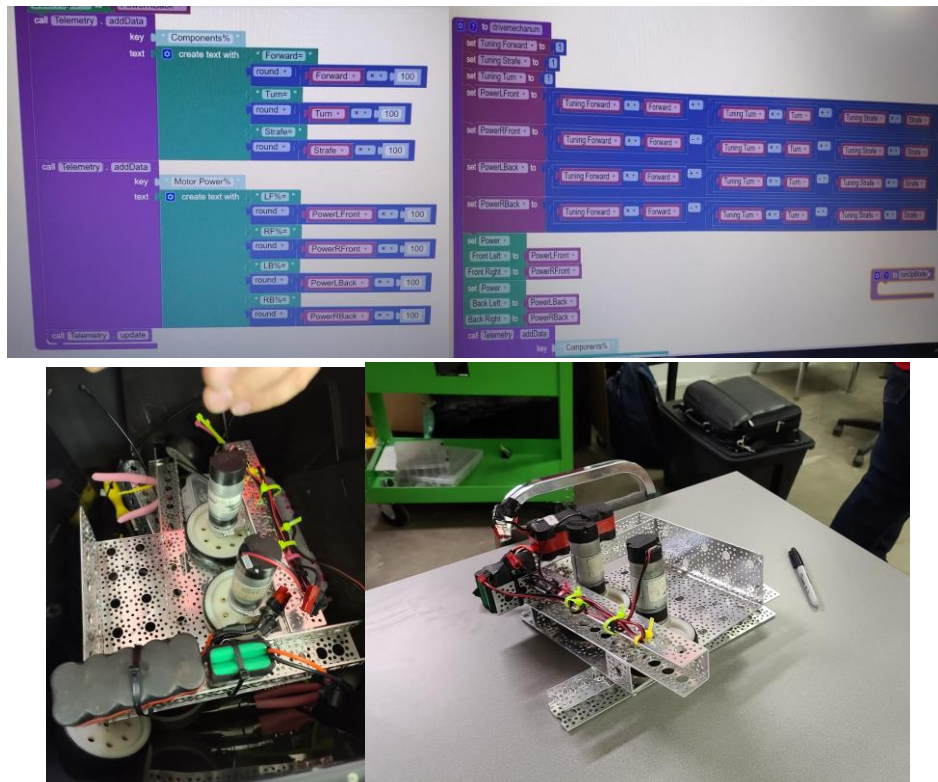 call Telemetry . addData
key " Components% "
text create text with " Forward= "
round Forward × 100
" Turn= "
round Turn × 100
" Strafe= "
round Strafe × 100
call Telemetry . addData
key " Motor Power% "
text create text with " LF%= "
round PowerLFront × 100
" RF%= "
round PowerRFront × 100
" LB%= "
round PowerLBack × 100
" RB%= "
round PowerRBack × 100
call Telemetry . update
? to drivemechanum
set Tuning Forward to 1
set Tuning Strafe to 1
set Tuning Turn to 1
set PowerLFront to Tuning Forward × Forward + Tuning Turn × Turn + Tuning Strafe × Strafe
set PowerRFront to Tuning Forward × Forward - Tuning Turn × Turn Tuning Strafe × Strafe
set PowerLBack to Tuning Forward × Forward Tuning Turn × Turn Tuning Strafe × Strafe
set PowerRBack to Tuning Forward × Forward - Tuning Turn × Turn Tuning Strafe × Strafe
set Power
Front Left to PowerLFront
Front Right to PowerRFront
set Power
Back Left to PowerLBack
Back Right to PowerRBack
call Telemetry . addData
key Components%
? to runOpMode